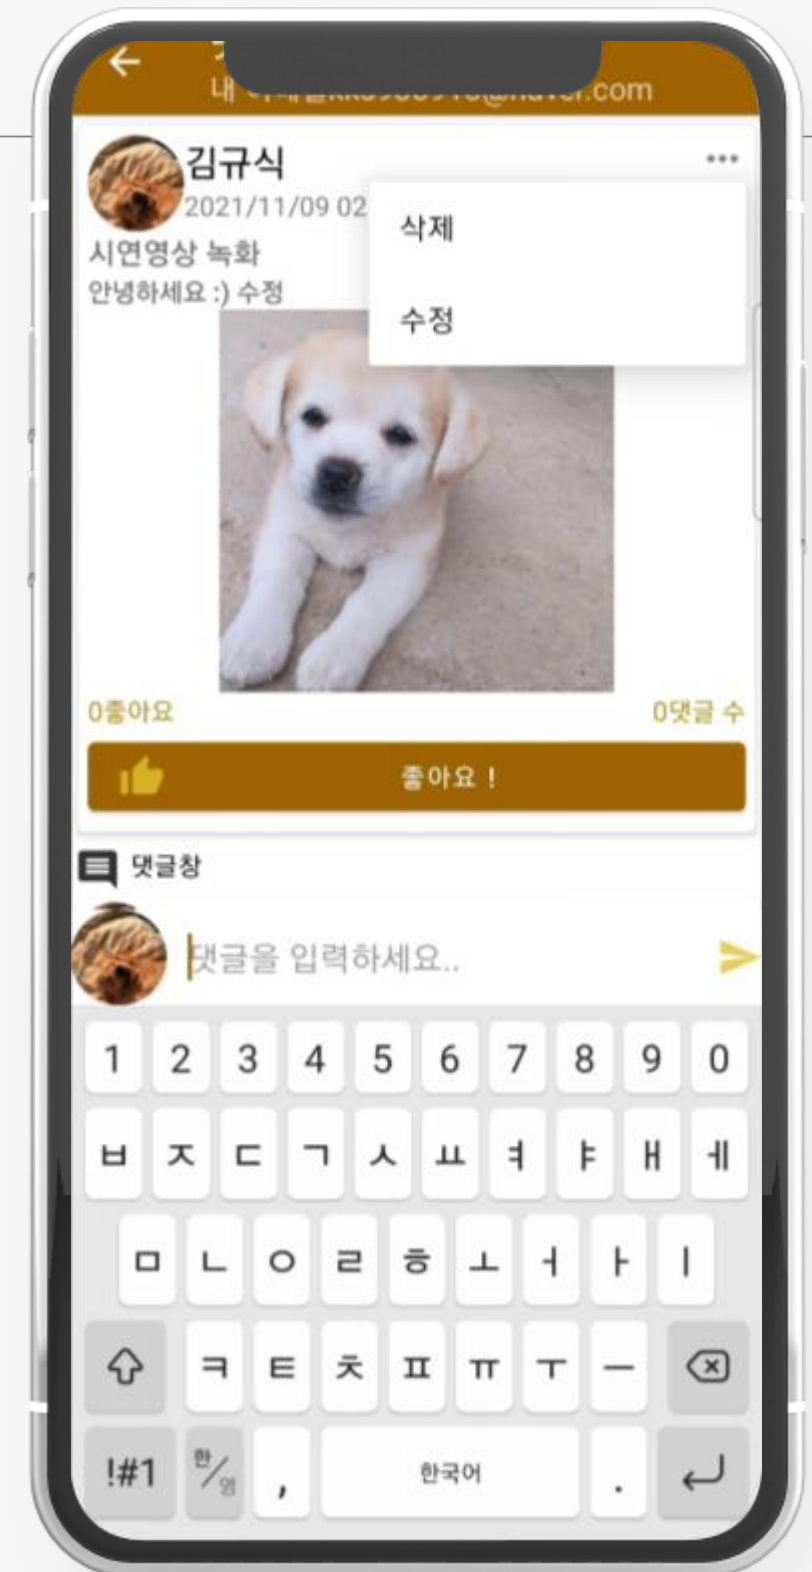 내
.com
김규식
2021/11/09 02
삭제
시연영상 녹화
안녕하세요 :) 수정
수정
0좋아요
0댓글 수
좋아요 !
댓글창
댓글을 입력하세요..
1 2 3 4 5 6 7 8 9 0
ㅂ ㅈ ㄷ ㄱ ㅅ ㅛ ㅕ ㅑ ㅐ ㅔ
ㅁ ㄴ ㅇ ㄹ ㅎ ㅗ ㅓ ㅏ ㅣ
ㅋ ㅌ ㅊ ㅍ ㅠ ㅜ ㅡ
!#1 한/영 , 한국어 .